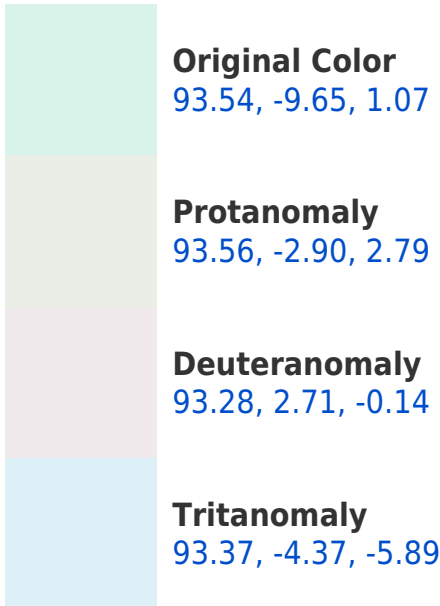 Original Color
93.54, -9.65, 1.07
Protanomaly
93.56, -2.90, 2.79
Deuteranomaly
93.28, 2.71, -0.14
Tritanomaly
93.37, -4.37, -5.89